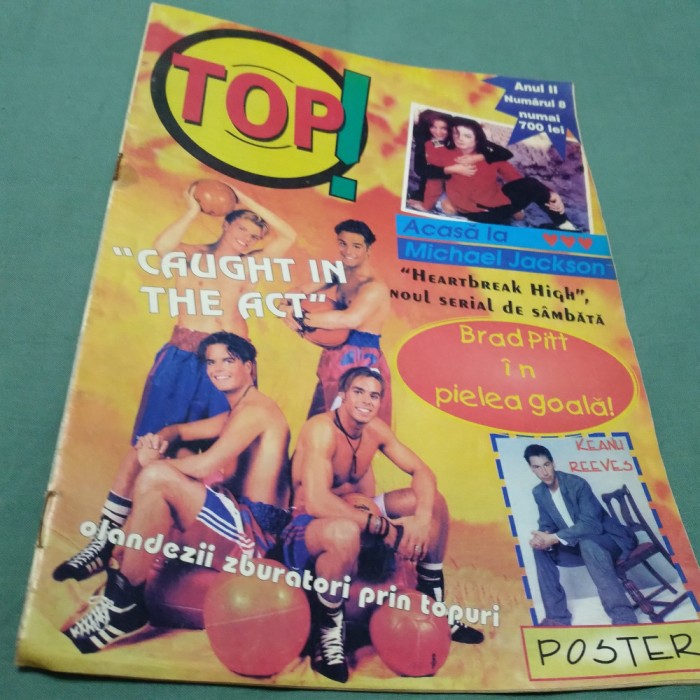 TOP!
Anul II
Numărul 8
numai
700 lei
Acasă la
Michael Jackson
"CAUGHT IN
THE ACT"
"HEARTBREAK HIGH",
NOUL SERIAL DE SÂMBĂTĂ
Brad Pitt
în
pielea goală!
KEANU
REEVES
olandezii zburători prin topuri
POSTER